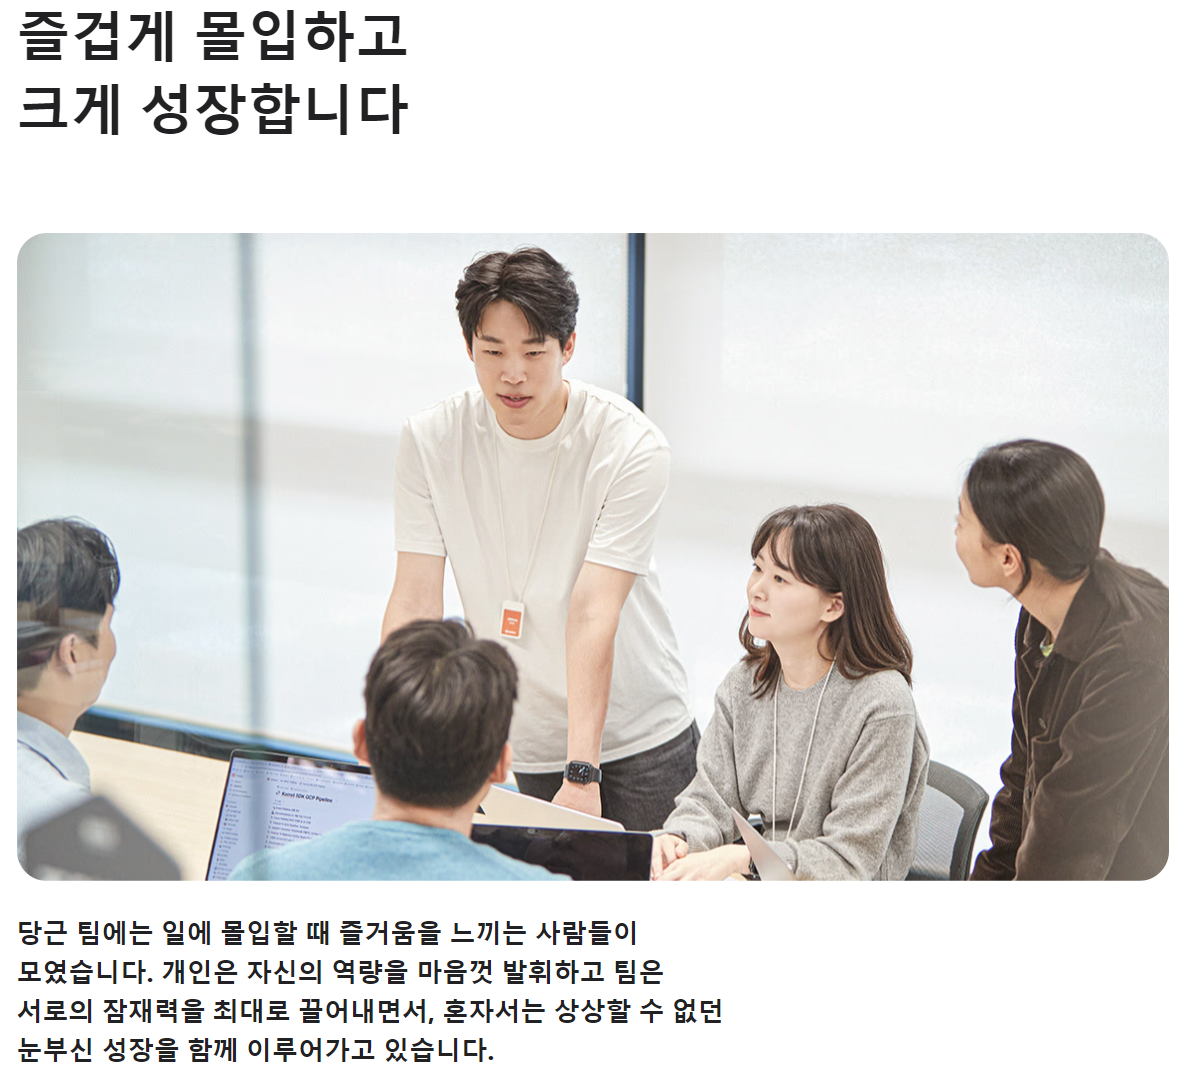 즐겁게 몰입하고
크게 성장합니다
Karrot SDK GCP Pipeline
당근 팀에는 일에 몰입할 때 즐거움을 느끼는 사람들이
모였습니다. 개인은 자신의 역량을 마음껏 발휘하고 팀은
서로의 잠재력을 최대로 끌어내면서, 혼자서는 상상할 수 없던
눈부신 성장을 함께 이루어가고 있습니다.